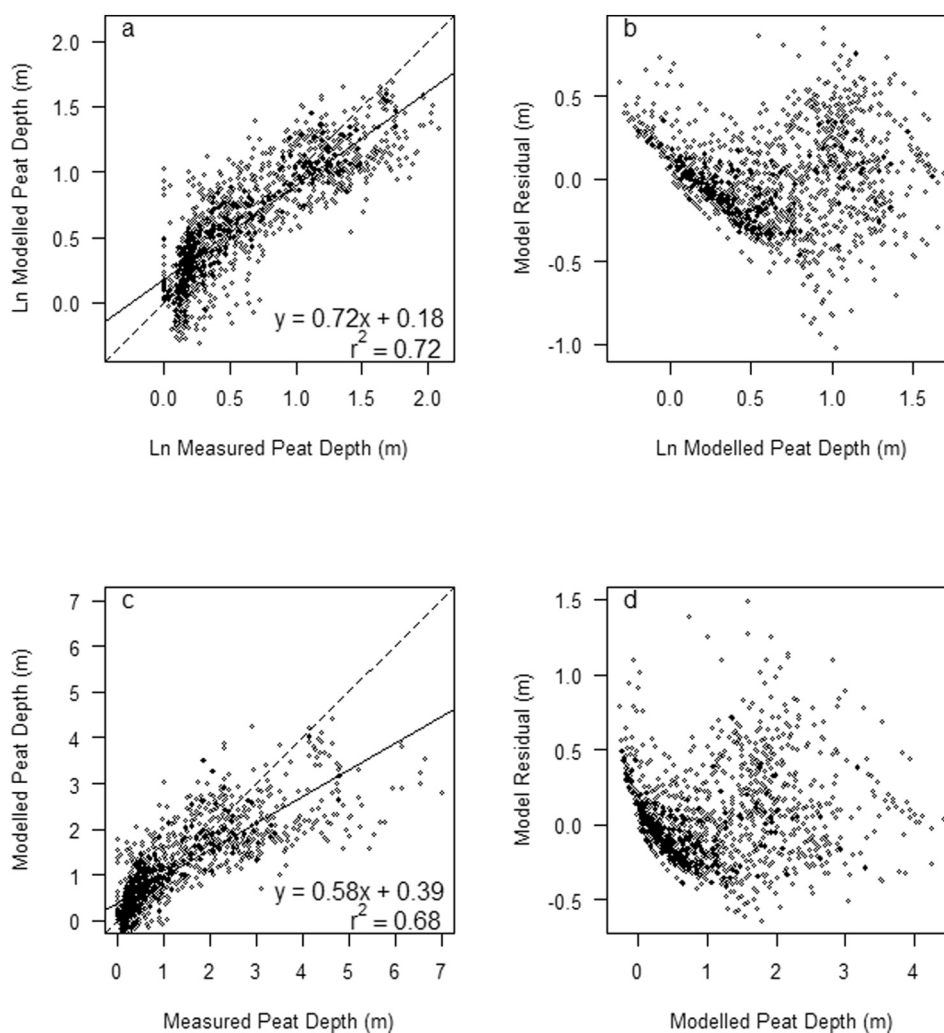 a
2.0
1.5
1.0
0.5
0.0
Ln Modelled Peat Depth (m)
y = 0.72x + 0.18
r2 = 0.72
0.0 0.5 1.0 1.5 2.0
Ln Measured Peat Depth (m)
b
0.5
0.0
-0.5
-1.0
Model Residual (m)
0.0 0.5 1.0 1.5
Ln Modelled Peat Depth (m)
c
7
6
5
4
3
2
1
0
Modelled Peat Depth (m)
y = 0.58x + 0.39
r2 = 0.68
0 1 2 3 4 5 6 7
Measured Peat Depth (m)
d
1.5
1.0
0.5
0.0
-0.5
Model Residual (m)
0 1 2 3 4
Modelled Peat Depth (m)